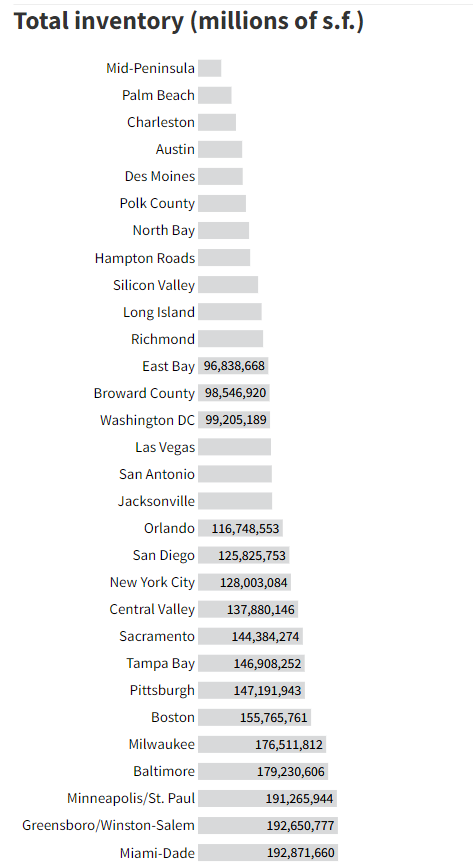 Total inventory (millions of s.f.)
Mid-Peninsula
Palm Beach
Charleston
Austin
Des Moines
Polk County
North Bay
Hampton Roads
Silicon Valley
Long Island
Richmond
East Bay 96,838,668
Broward County 98,546,920
Washington DC 99,205,189
Las Vegas
San Antonio
Jacksonville
Orlando 116,748,553
San Diego 125,825,753
New York City 128,003,084
Central Valley 137,880,146
Sacramento 144,384,274
Tampa Bay 146,908,252
Pittsburgh 147,191,943
Boston 155,765,761
Milwaukee 176,511,812
Baltimore 179,230,606
Minneapolis/St. Paul 191,265,944
Greensboro/Winston-Salem 192,650,777
Miami-Dade 192,871,660